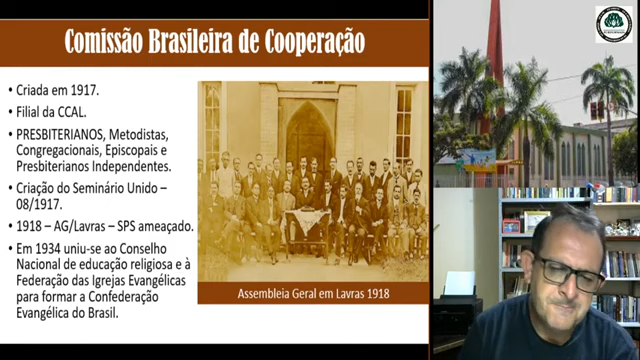 Comissão Brasileira de Cooperação
• Criada em 1917.
• Filial da CCAL.
• PRESBITERIANOS, Metodistas,
Congregacionais, Episcopais e
Presbiterianos Independentes.
• Criação do Seminário Unido –
08/1917.
• 1918 – AG/Lavras – SPS ameaçado.
• Em 1934 uniu-se ao Conselho
Nacional de educação religiosa e à
Federação das Igrejas Evangélicas
para formar a Confederação
Evangélica do Brasil.
Assembleia Geral em Lavras 1918